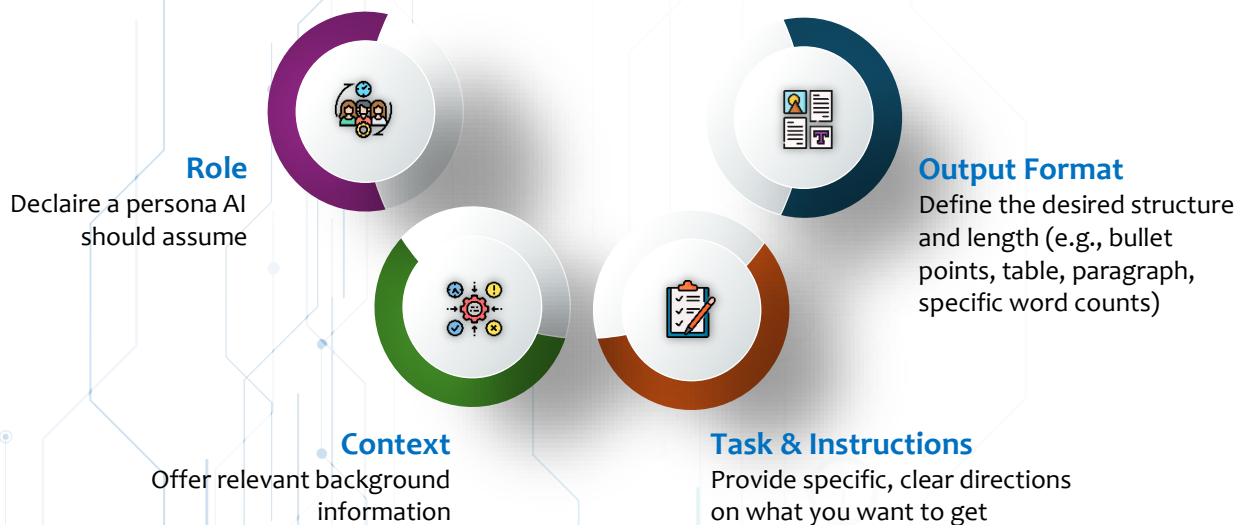 Role
Declaire a persona AI
should assume
Context
Offer relevant background
information
Task & Instructions
Provide specific, clear directions
on what you want to get
Output Format
Define the desired structure
and length (e.g., bullet
points, table, paragraph,
specific word counts)